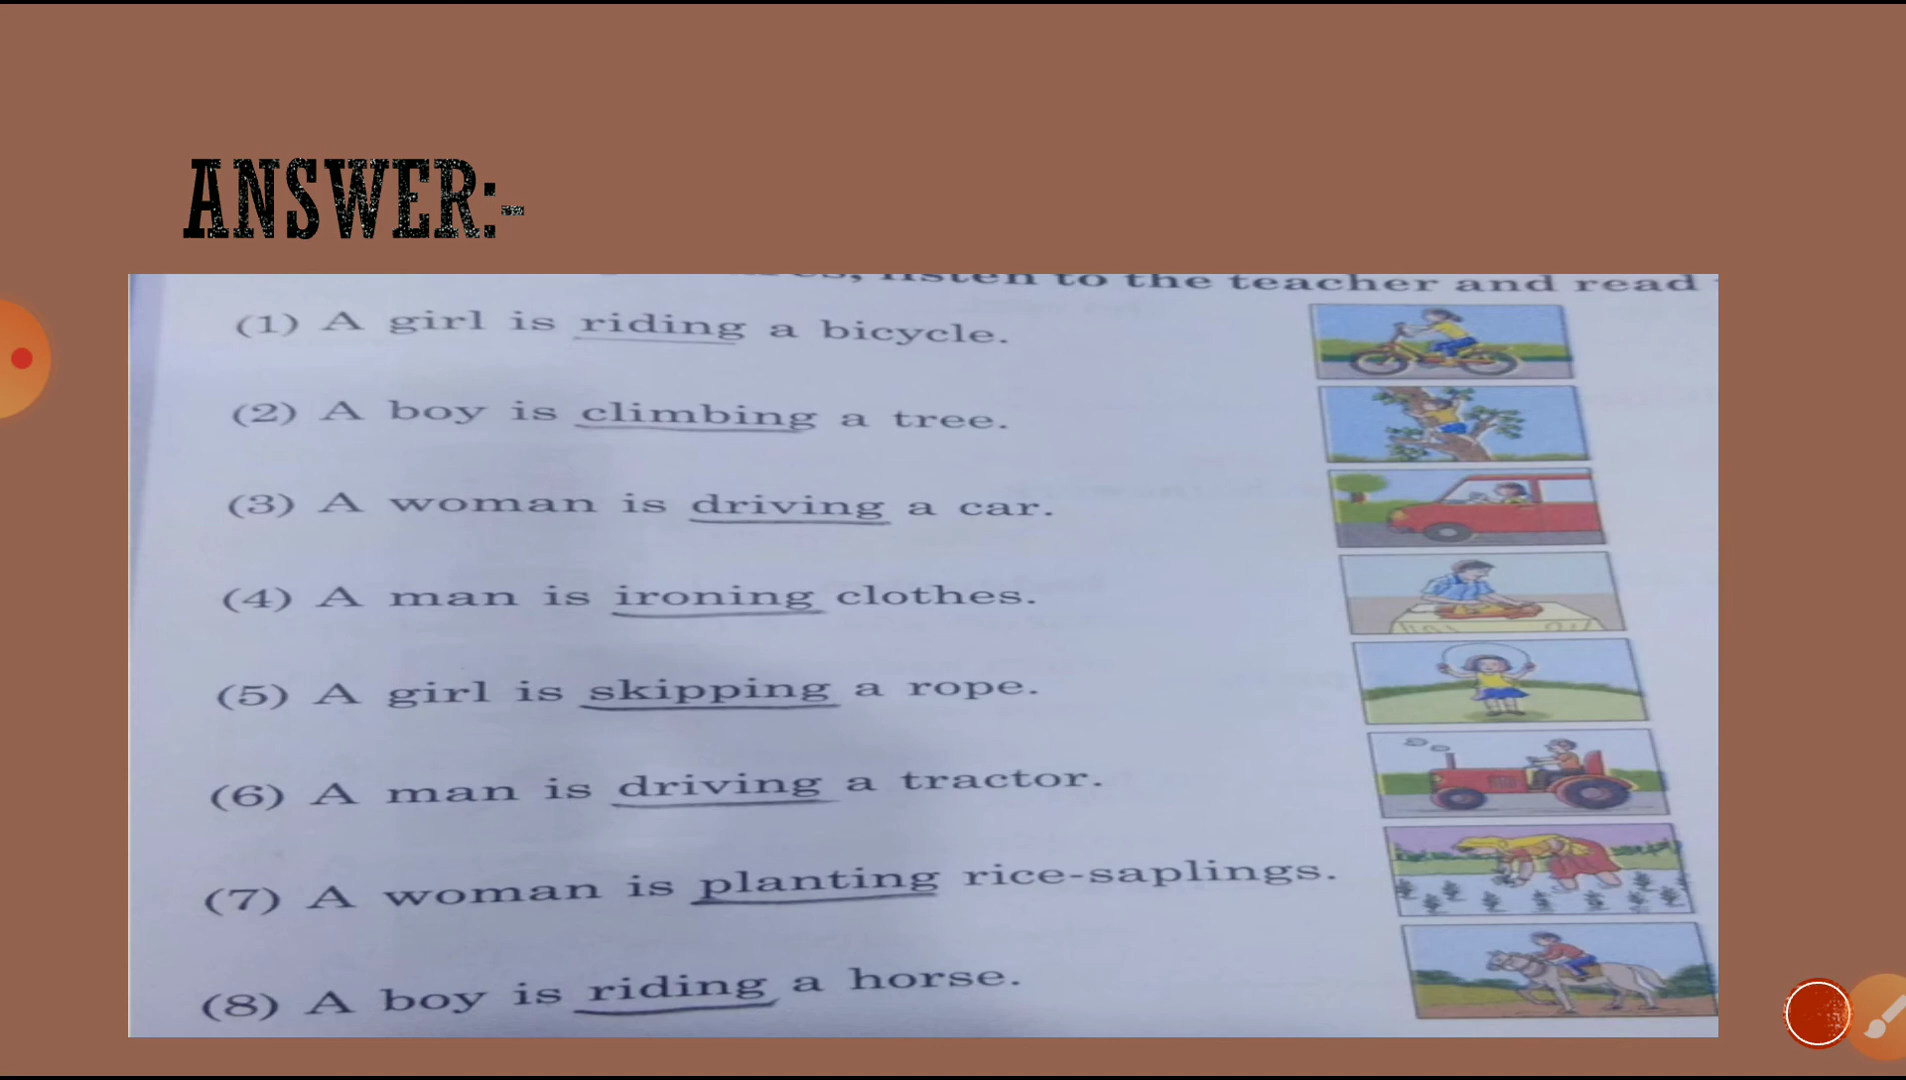 ANSWER:-
listen to the teacher and read
(1) A girl is riding a bicycle.
(2) A boy is climbing a tree.
(3) A woman is driving a car.
(4) A man is ironing clothes.
(5) A girl is skipping a rope.
(6) A man is driving a tractor.
(7) A woman is planting rice-saplings.
(8) A boy is riding a horse.